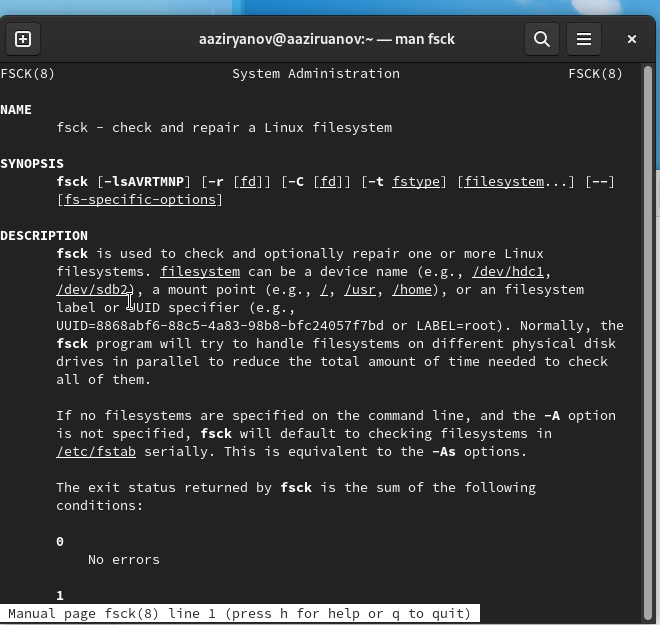 aaziryanov@aaziruanov:~ — man fsck
FSCK(8) System Administration FSCK(8)
NAME
fsck - check and repair a Linux filesystem
SYNOPSIS
fsck [-lsAVRTMNP] [-r [fd]] [-C [fd]] [-t fstype] [filesystem...] [--]
[fs-specific-options]
DESCRIPTION
fsck is used to check and optionally repair one or more Linux
filesystems. filesystem can be a device name (e.g., /dev/hdc1,
/dev/sdb2), a mount point (e.g., /, /usr, /home), or an filesystem
label or UUID specifier (e.g.,
UUID=8868abf6-88c5-4a83-98b8-bfc24057f7bd or LABEL=root). Normally, the
fsck program will try to handle filesystems on different physical disk
drives in parallel to reduce the total amount of time needed to check
all of them.
If no filesystems are specified on the command line, and the -A option
is not specified, fsck will default to checking filesystems in
/etc/fstab serially. This is equivalent to the -As options.
The exit status returned by fsck is the sum of the following
conditions:
0
No errors
1
Manual page fsck(8) line 1 (press h for help or q to quit)